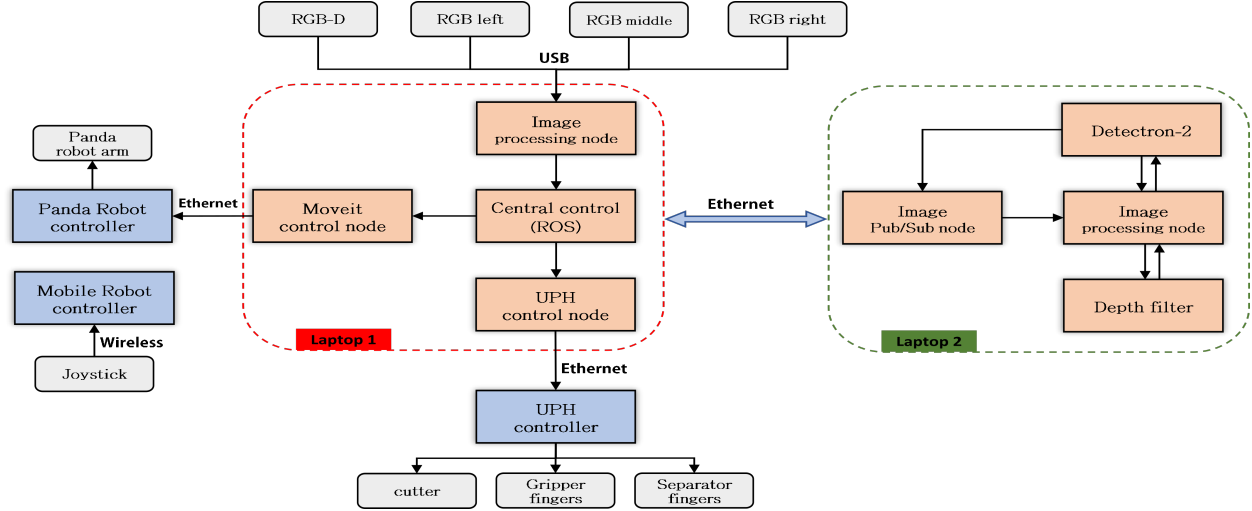 RGB-D
RGB left
RGB middle
RGB right
USB
Image
processing node
Detectron-2
Panda
robot arm
Ethernet
Panda Robot
controller
Moveit
control node
Central control
(ROS)
Ethernet
Image
Pub/Sub node
Image
processing node
Mobile Robot
controller
UPH
control node
Depth filter
Laptop 1
Laptop 2
Wireless
Joystick
Ethernet
UPH
controller
cutter
Gripper
fingers
Separator
fingers